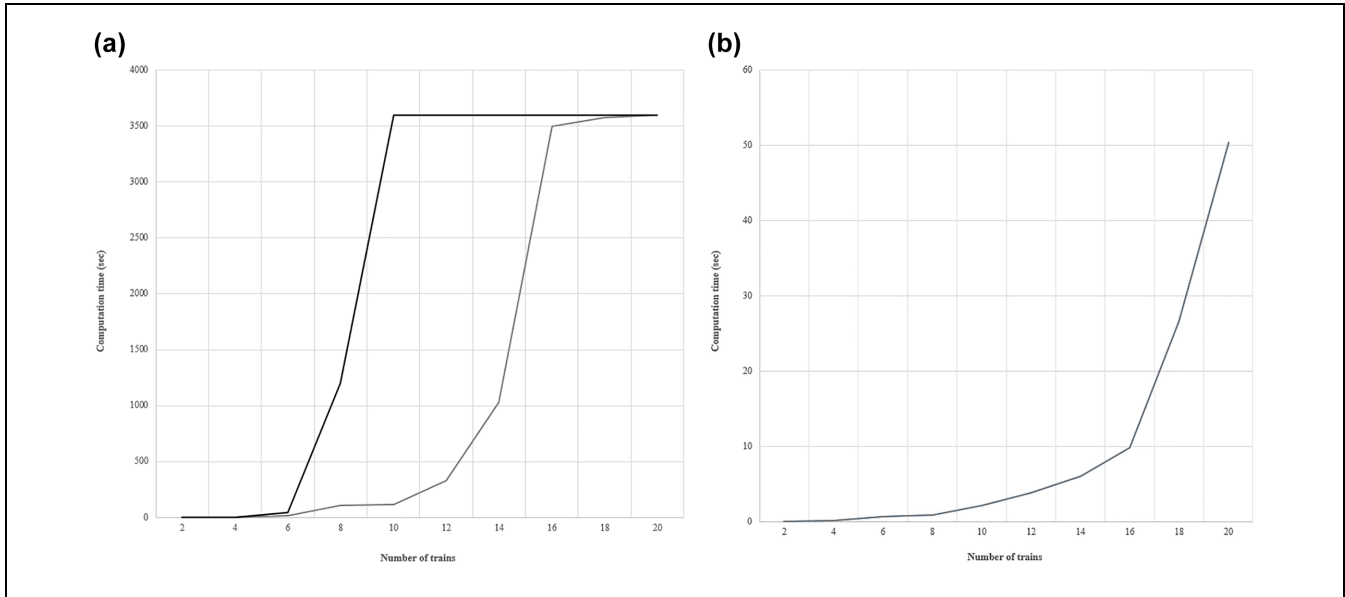 (a)
4000
3500
3000
2500
2000
1500
1000
500
0
Computation time (sec)
2 4 6 8 10 12 14 16 18 20
Number of trains
(b)
60
50
40
30
20
10
0
Computation time (sec)
2 4 6 8 10 12 14 16 18 20
Number of trains